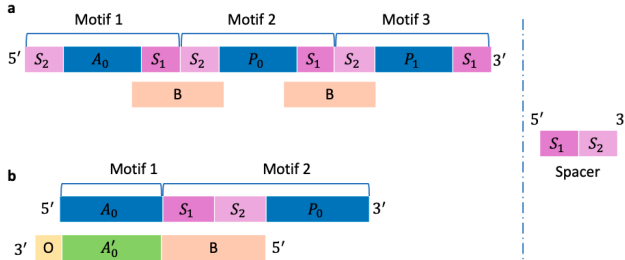 a
Motif 1 Motif 2 Motif 3
5′ S₂ A₀ S₁ S₂ P₀ S₁ S₂ P₁ S₁ 3′
B B
5′ 3
S₁ S₂
Spacer
b
Motif 1 Motif 2
5′ A₀ S₁ S₂ P₀ 3′
3′ O A₀′ B 5′